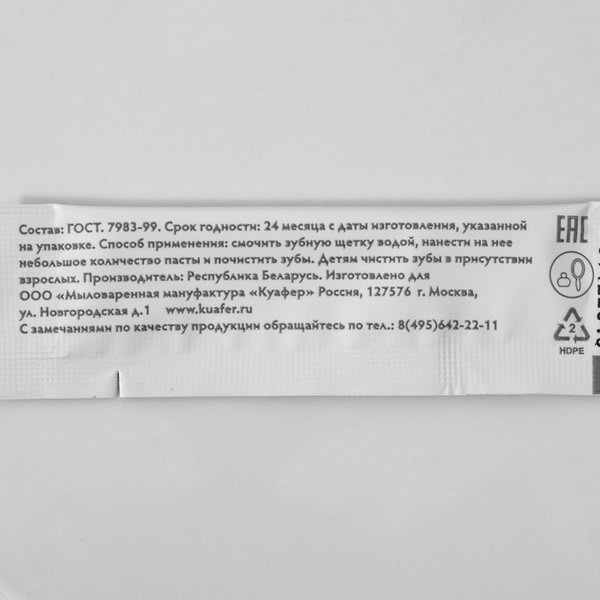 Состав: ГОСТ. 7983-99. Срок годности: 24 месяца с даты изготовления, указанной
на упаковке. Способ применения: смочить зубную щетку водой, нанести на нее
небольшое количество пасты и почистить зубы. Детям чистить зубы в присутствии
взрослых. Производитель: Республика Беларусь. Изготовлено для
ООО «Мыловаренная мануфактура «Куафер» Россия, 127576 г. Москва,
ул. Новгородская д.1 www.kuafer.ru
С замечаниями по качеству продукции обращайтесь по тел.: 8(495)642-22-11
EAC
2
HDPE